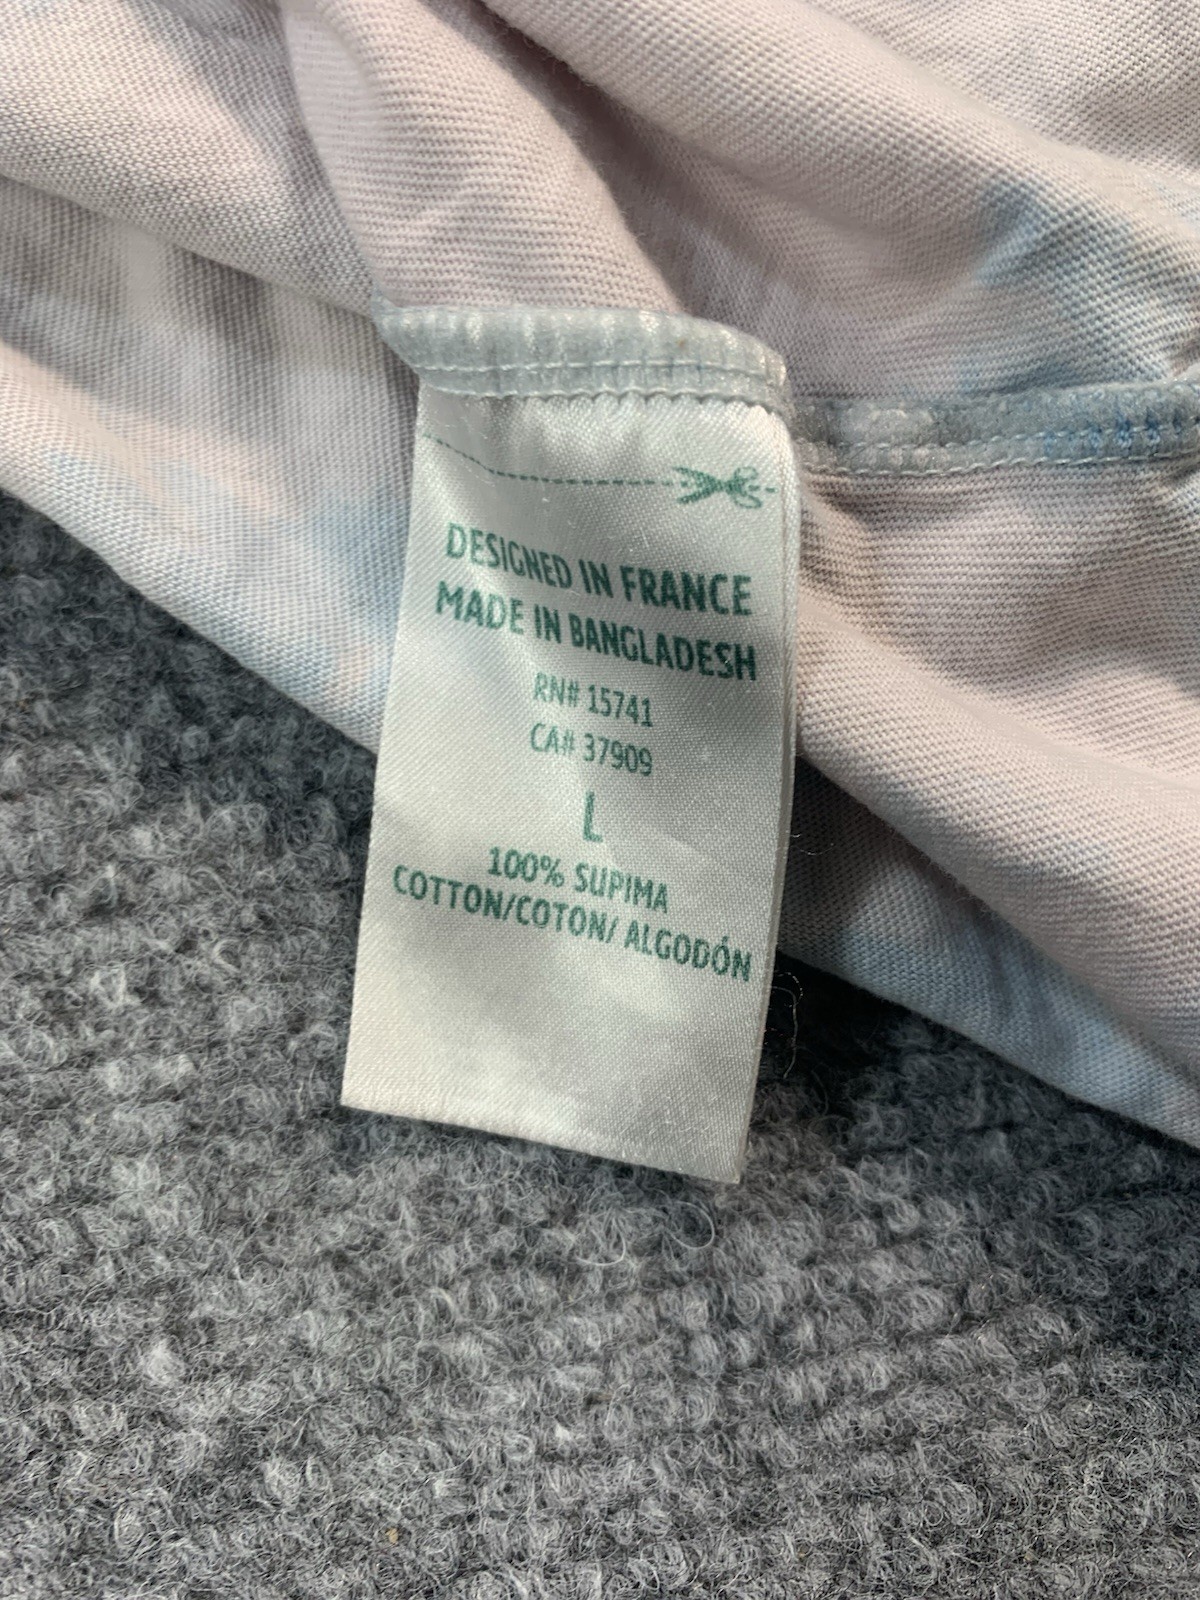 DESIGNED IN FRANCE
MADE IN BANGLADESH
RN# 15741
CA# 37909
L
100% SUPIMA
COTTON/COTON/ ALGODÓN